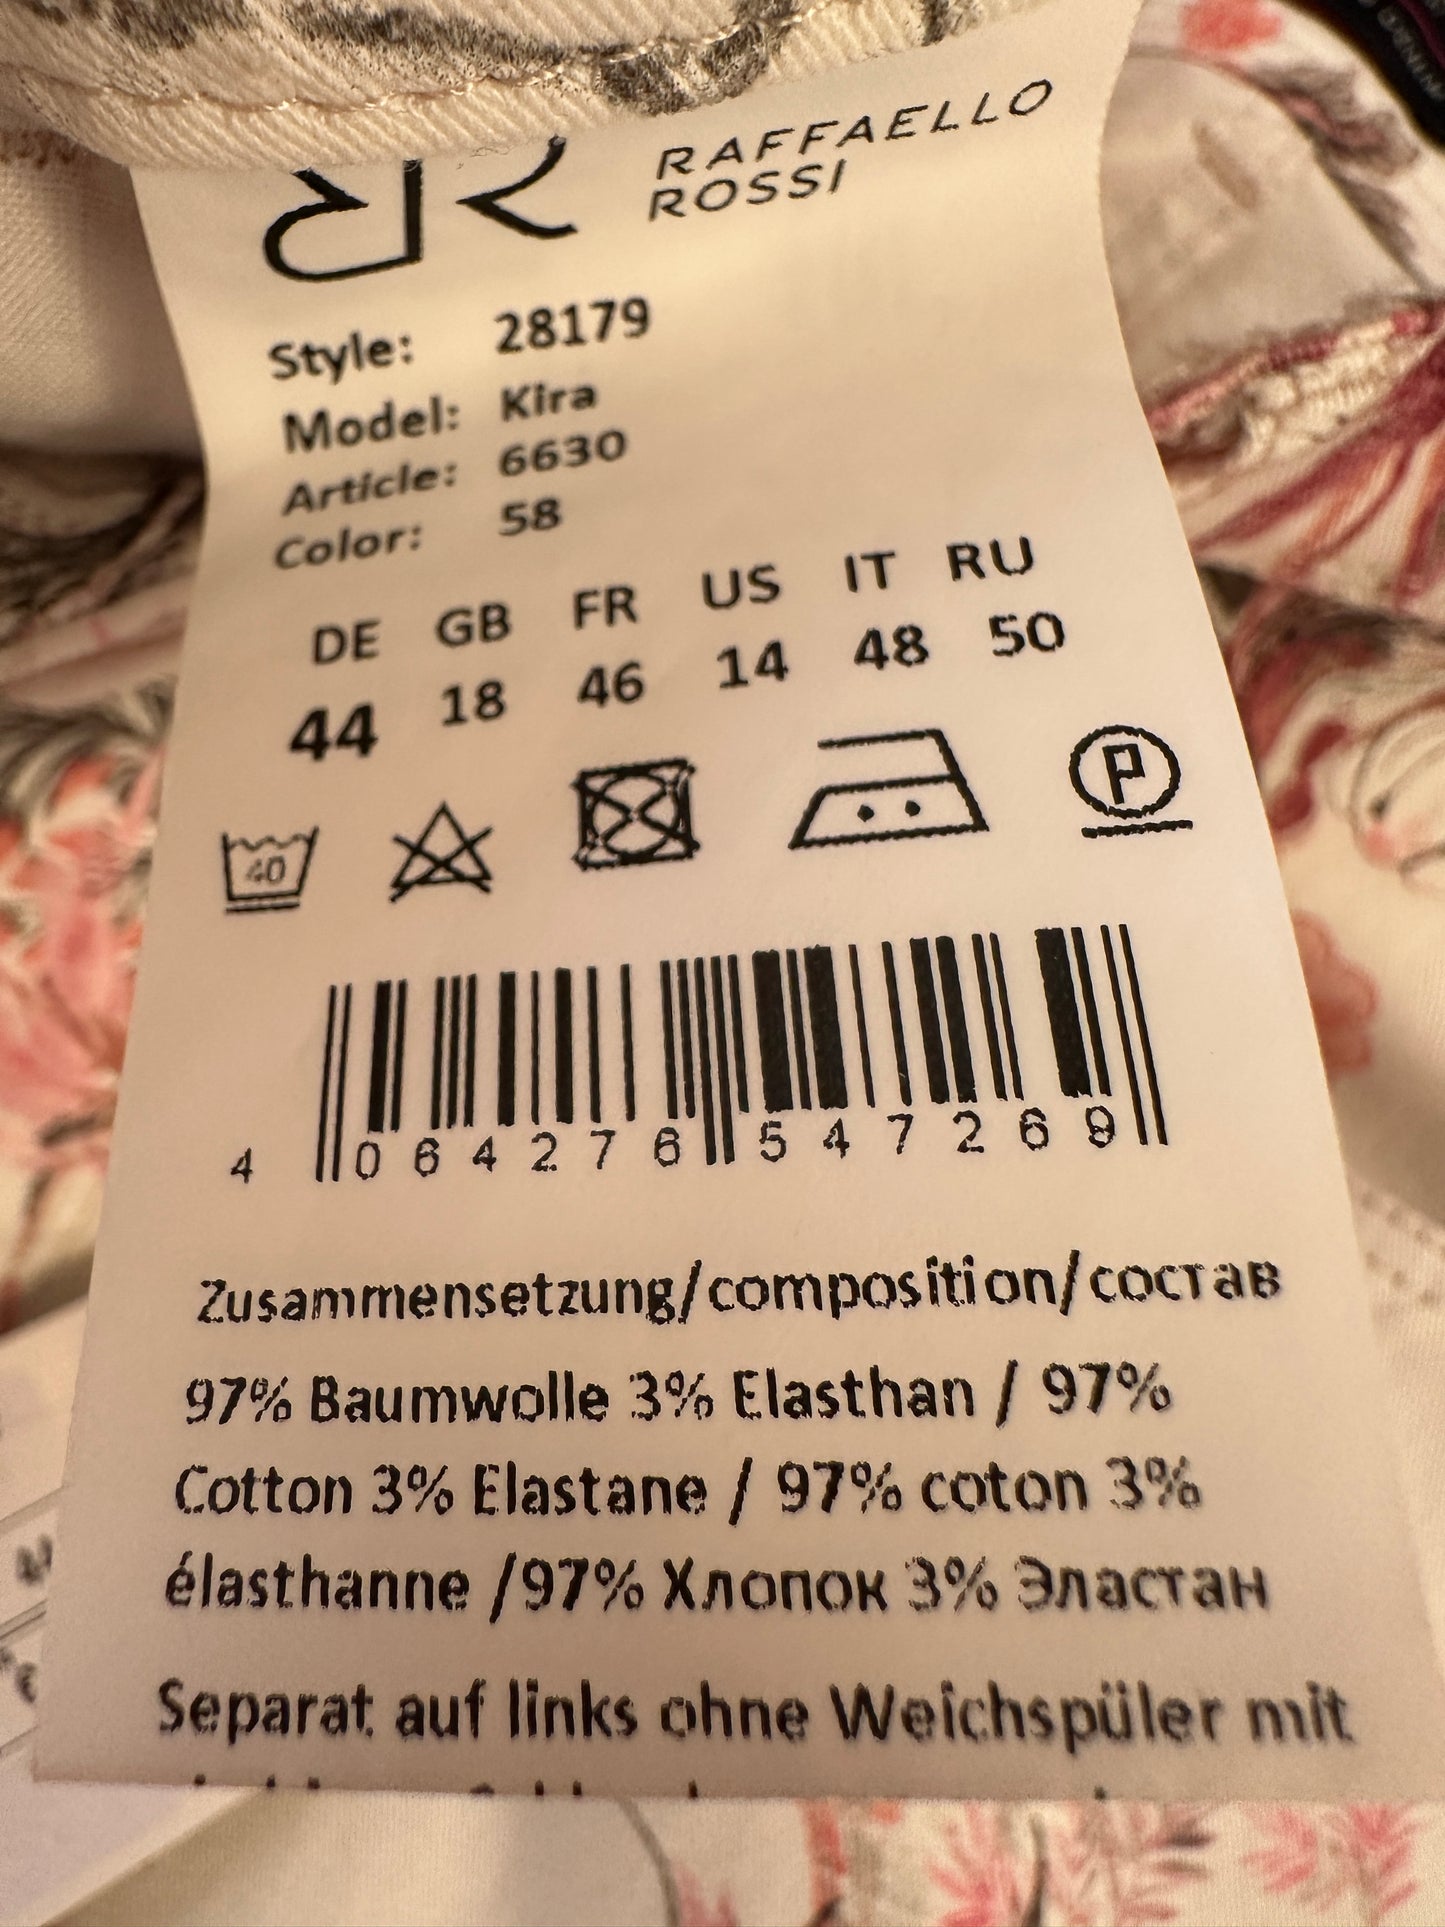 RAFFAELLO
ROSSI
Style: 28179
Model: Kira
Article: 6630
Color: 58
DE GB FR US IT RU
44 18 46 14 48 50
40 P
4 064276 547269
Zusammensetzung/composition/состав
97% Baumwolle 3% Elasthan / 97%
Cotton 3% Elastane / 97% coton 3%
élasthanne /97% Хлопок 3% Эластан
Separat auf links ohne Weichspüler mit